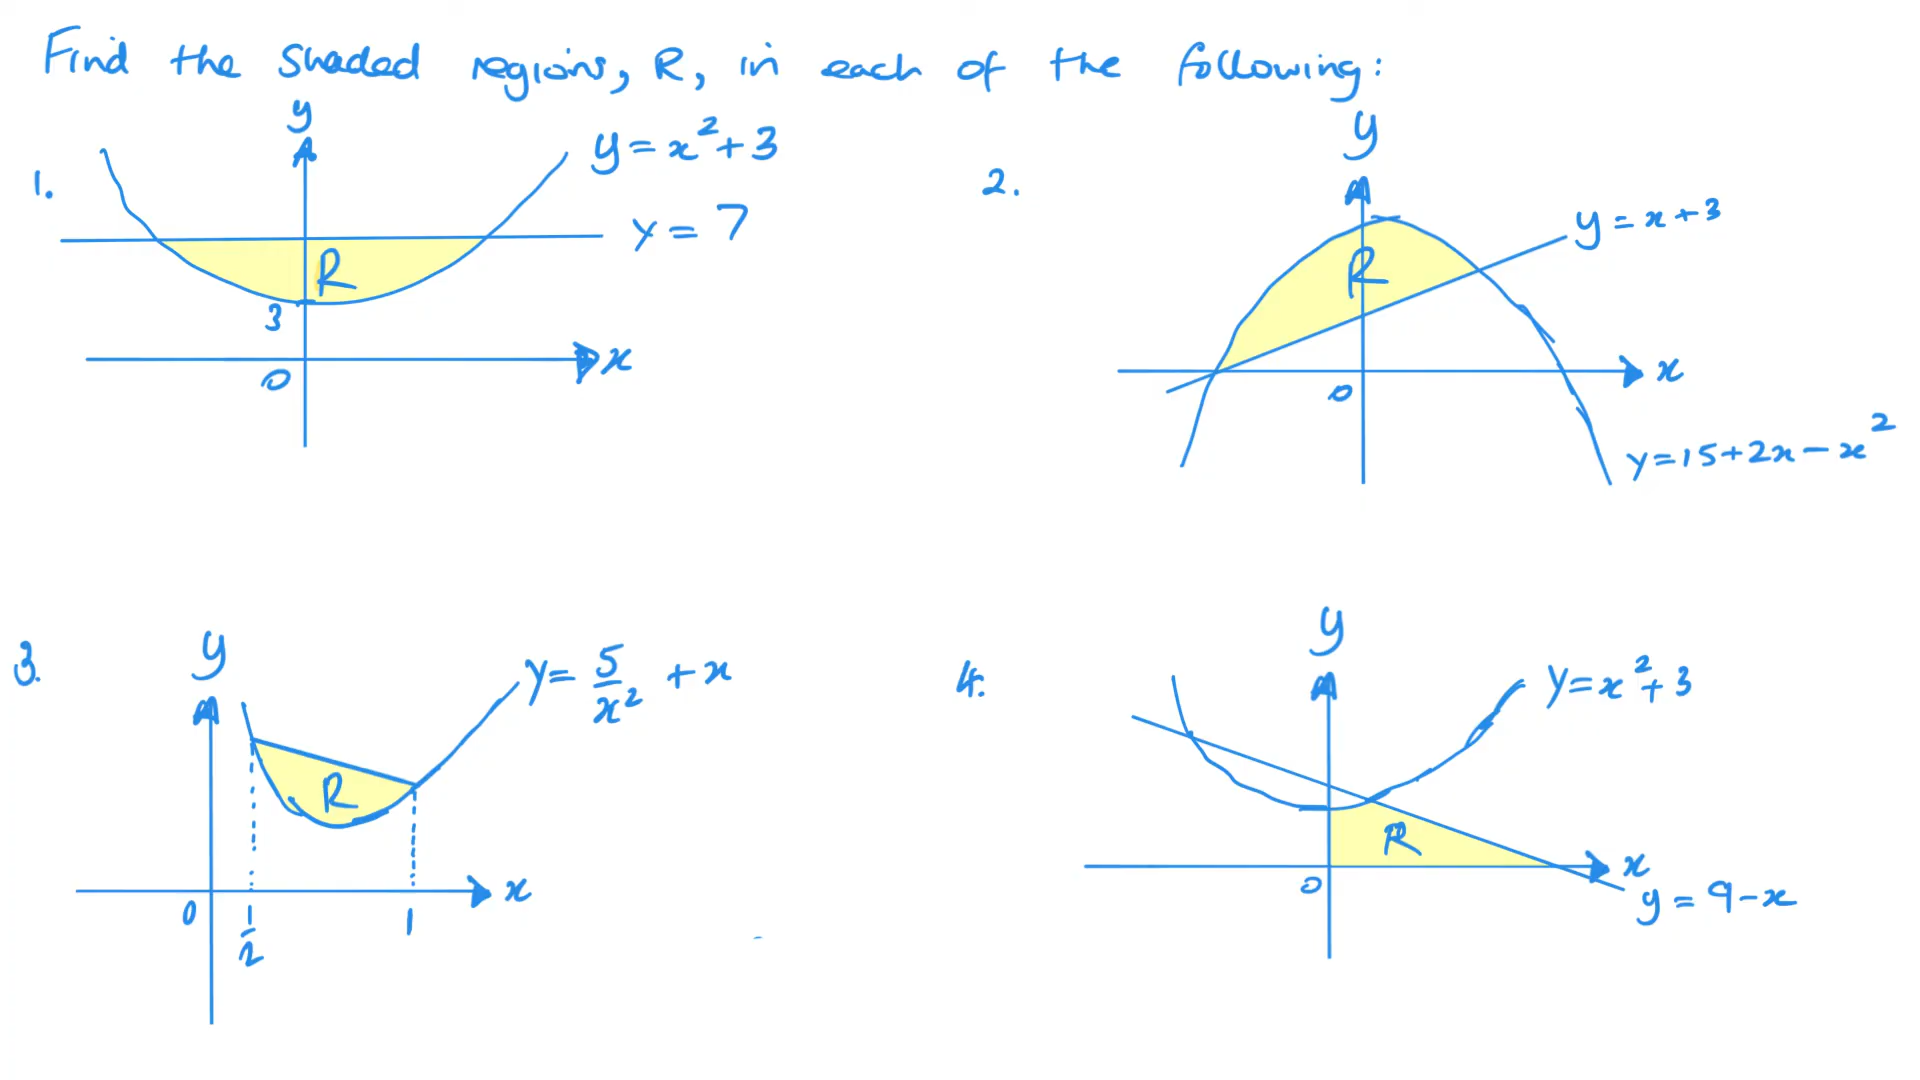 Find the shaded regions, R, in each of the following:
1.
y
y = x² + 3
y = 7
R
3
0
x
2.
y
y = x + 3
R
0
x
y = 15 + 2x - x²
3.
y
y = 5/x² + x
R
0
1/2
1
x
4.
y
y = x² + 3
R
0
x
y = 9 - x